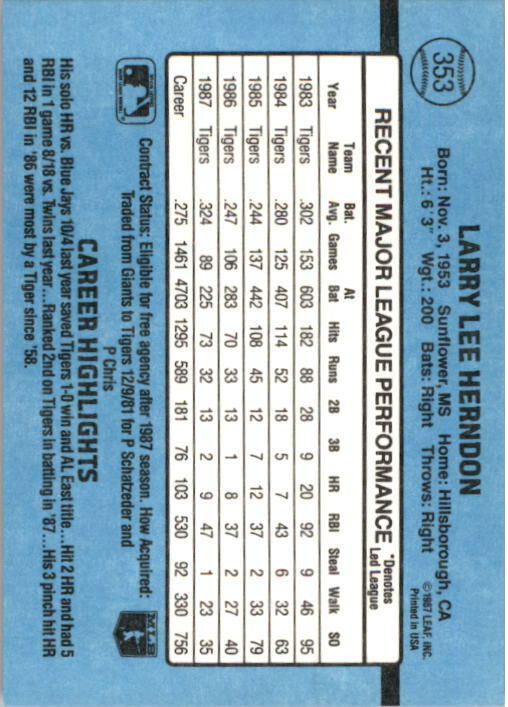 353
LARRY LEE HERNDON
Born: Nov. 3, 1953 Sunflower, MS Home: Hillsborough, CA
Ht.: 6'3" Wgt.: 200 Bats: Right Throws: Right
©1987 LEAF, INC.
Printed in USA
RECENT MAJOR LEAGUE PERFORMANCE
*Denotes
Led League
Year Team Name Bat. Avg. Games At Bat Hits Runs 2B 3B HR RBI Steal Walk SO
1983 Tigers .302 153 603 182 88 28 9 20 92 9 46 95
1984 Tigers .280 125 407 114 52 18 5 7 43 6 32 63
1985 Tigers .244 137 442 108 45 12 7 12 37 2 33 79
1986 Tigers .247 106 283 70 33 13 1 8 37 2 27 40
1987 Tigers .324 89 225 73 32 13 2 9 47 1 23 35
Career .275 1461 4703 1295 589 181 76 103 530 92 330 756
Contract Status: Eligible for free agency after 1987 season. How Acquired:
Traded from Giants to Tigers 12/9/81 for P Schatzeder and
P Chris
MLB
CAREER HIGHLIGHTS
His solo HR vs. Blue Jays 10/4 last year saved Tigers 1-0 win and AL East title...Hit 2 HR and had 5
RBI in 1 game 8/18 vs. Twins last year...Ranked 2nd on Tigers in batting in '87...His 3 pinch hit HR
and 12 RBI in '86 were most by a Tiger since '58.